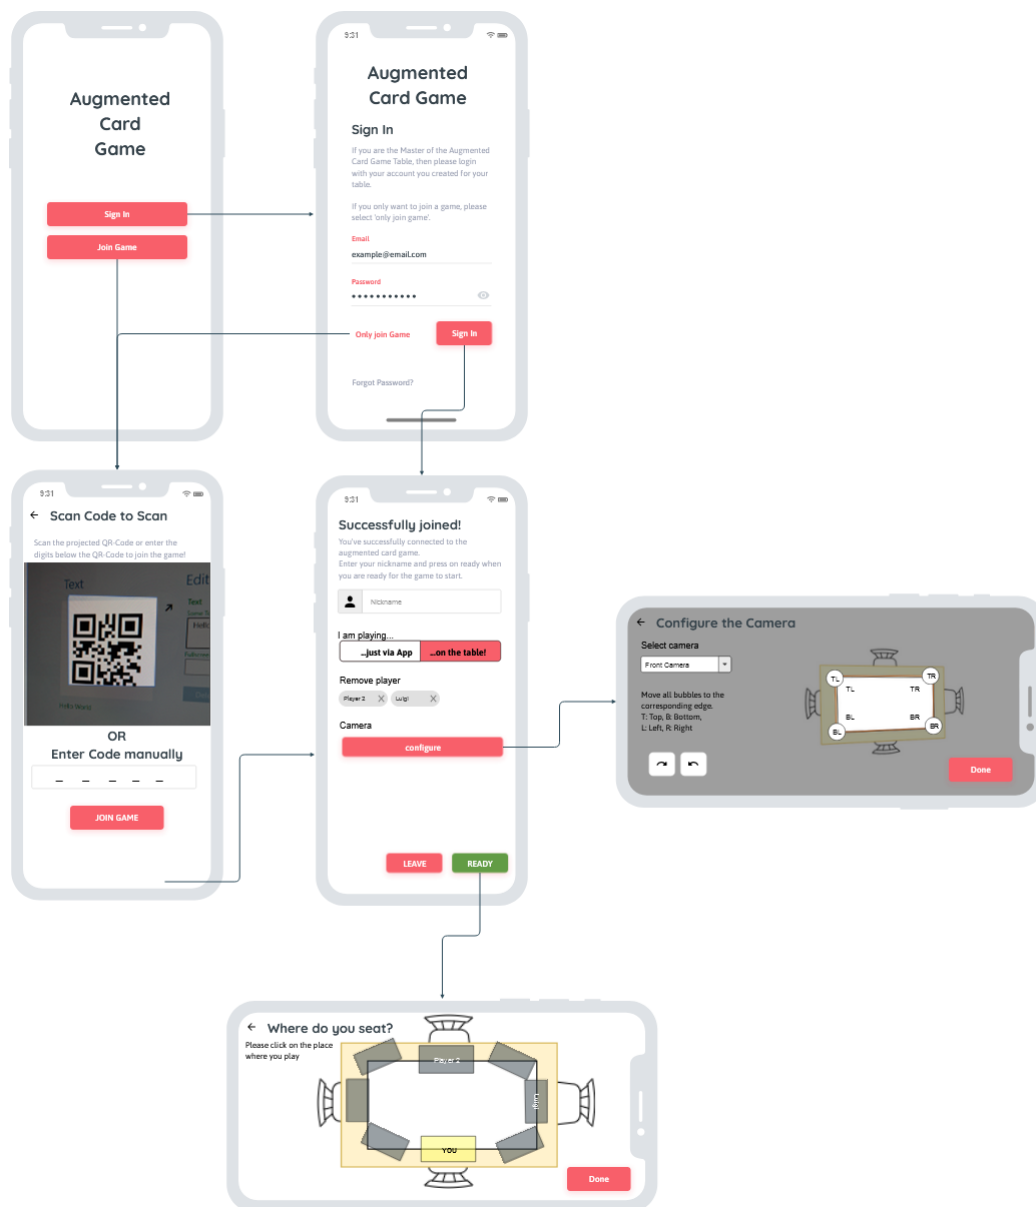 Augmented
Card
Game
Sign In
Join Game
9:31
Augmented
Card Game
Sign In
If you are the Master of the Augmented
Card Game Table, then please login
with your account you created for your
table.
If you only want to join a game, please
select 'only join game'.
Email
example@email.com
Password
Only join Game
Sign In
Forgot Password?
9:31
Scan Code to Scan
Scan the projected QR-Code or enter the
digits below the QR-Code to join the game!
Text
Edit
Text
Hello World
OR
Enter Code manually
JOIN GAME
9:31
Successfully joined!
You've successfully connected to the
augmented card game.
Enter your nickname and press on ready when
you are ready for the game to start.
Nickname
I am playing...
...just via App
...on the table!
Remove player
Player 2 X
Luigi X
Camera
configure
LEAVE
READY
Configure the Camera
Select camera
Front Camera
Move all bubbles to the
corresponding edge.
T: Top, B: Bottom,
L: Left, R: Right
TL
TR
TL
TR
BL
BR
BL
BR
Done
Where do you seat?
Please click on the place
where you play
Player 2
Luigi
YOU
Done